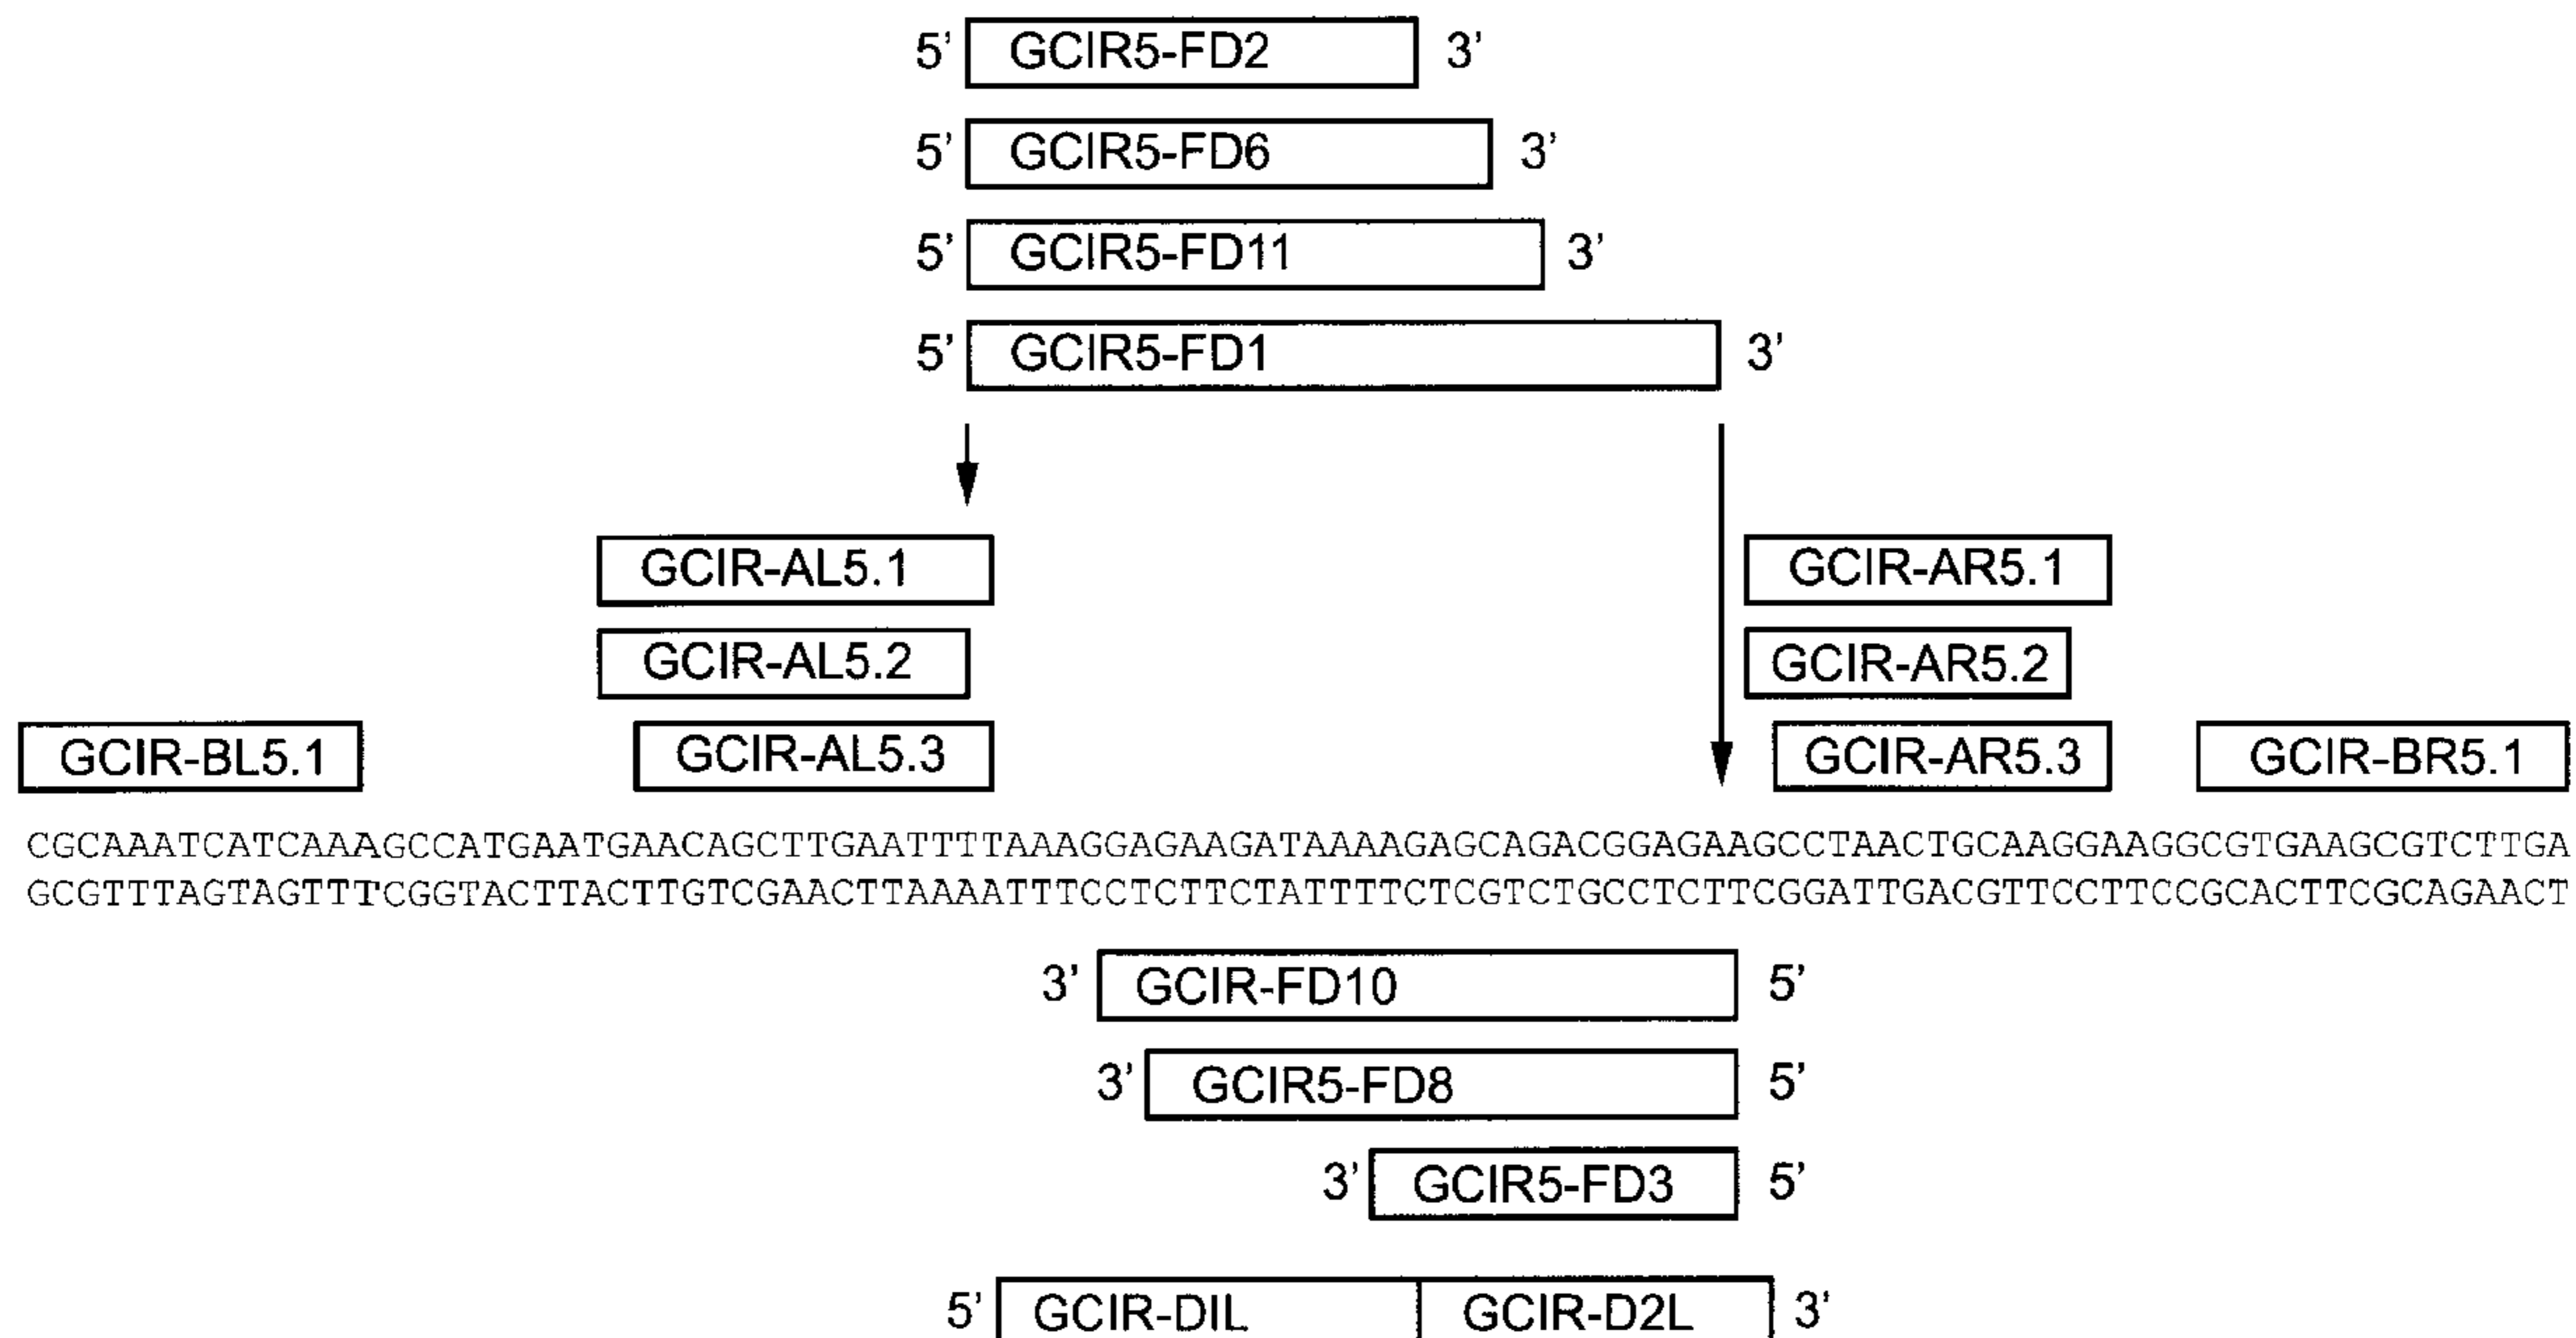 5' GCIR5-FD2 3'
5' GCIR5-FD6 3'
5' GCIR5-FD11 3'
5' GCIR5-FD1 3'
GCIR-AL5.1 GCIR-AR5.1
GCIR-AL5.2 GCIR-AR5.2
GCIR-BL5.1 GCIR-AL5.3 GCIR-AR5.3 GCIR-BR5.1
CGCAAATCATCAAAGCCATGAATGAACAGCTTGAATTTTAAAGGAGAAGATAAAAGAGCAGACGGAGAAGCCTAACTGCAAGGAAGGCGTGAAGCGTCTTGA
GCGTTTAGTAGTTTCGGTACTTACTTGTCGAACTTAAAATTTCCTCTTCTATTTTCTCGTCTGCCTCTTCGGATTGACGTTCCTTCCGCACTTCGCAGAACT
3' GCIR-FD10 5'
3' GCIR5-FD8 5'
3' GCIR5-FD3 5'
5' GCIR-DIL GCIR-D2L 3'